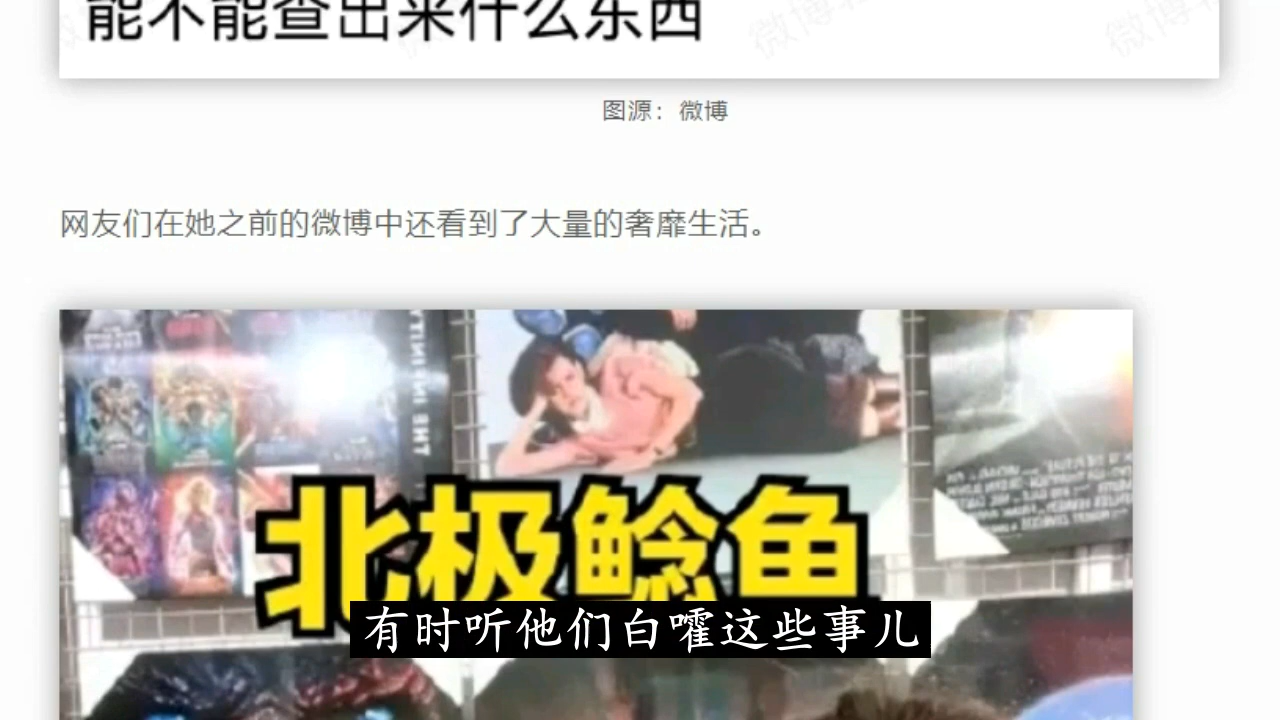 能不能查出来什么东西
图源：微博
网友们在她之前的微博中还看到了大量的奢靡生活。
北极鲶鱼
有时听他们白嚯这些事儿